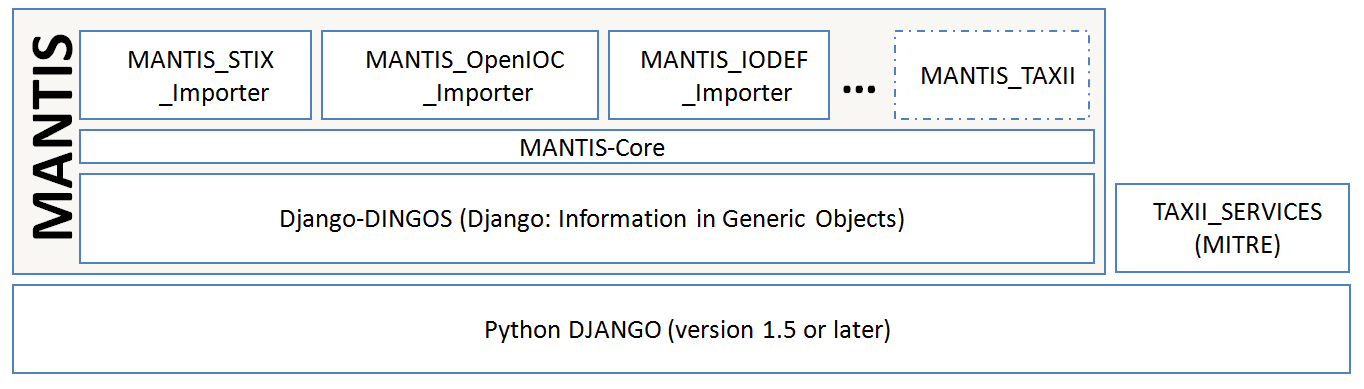 MANTIS
MANTIS_STIX
_Importer
MANTIS_OpenIOC
_Importer
MANTIS_IODEF
_Importer
...
MANTIS_TAXII
MANTIS-Core
Django-DINGOS (Django: Information in Generic Objects)
TAXII_SERVICES
(MITRE)
Python DJANGO (version 1.5 or later)